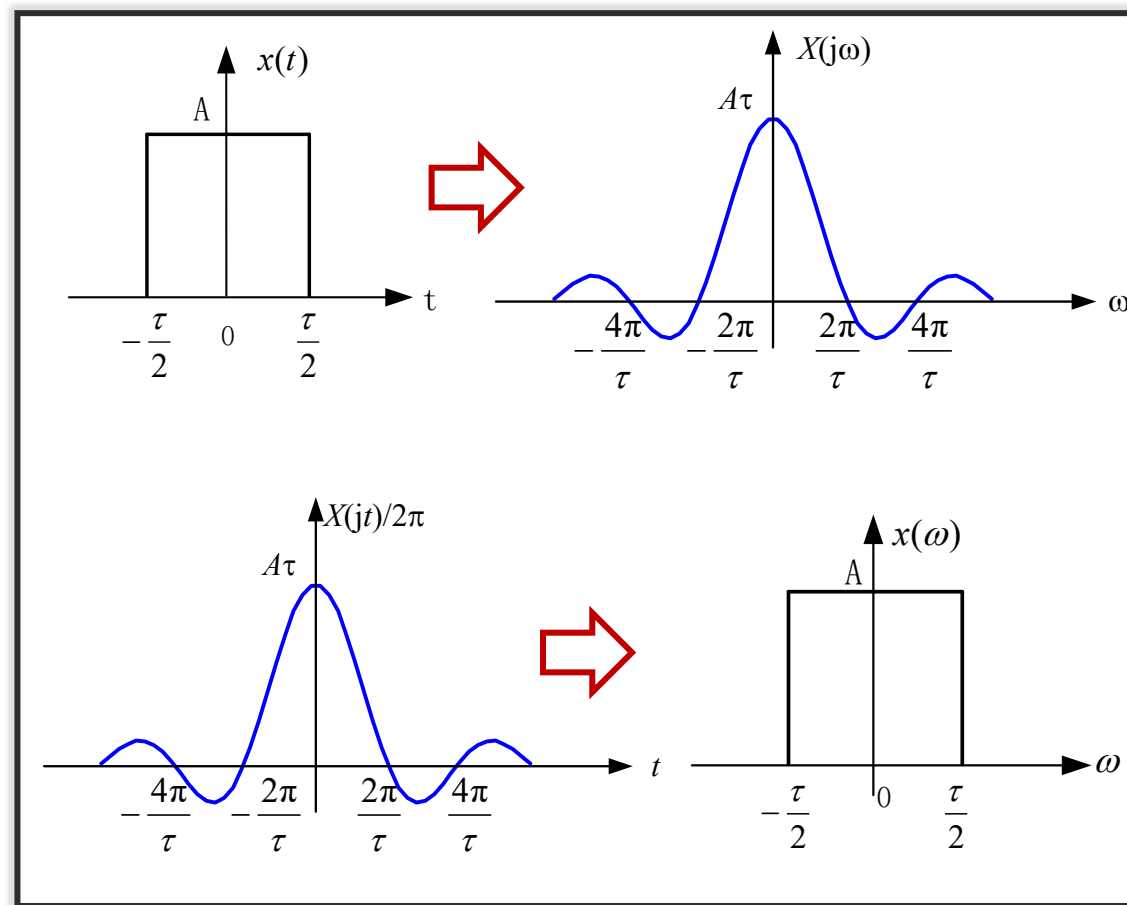 x(t)
A
t
-τ/2 0 τ/2
X(jω)
Aτ
ω
-4π/τ -2π/τ 2π/τ 4π/τ
X(jt)/2π
Aτ
t
-4π/τ -2π/τ 2π/τ 4π/τ
x(ω)
A
ω
-τ/2 0 τ/2